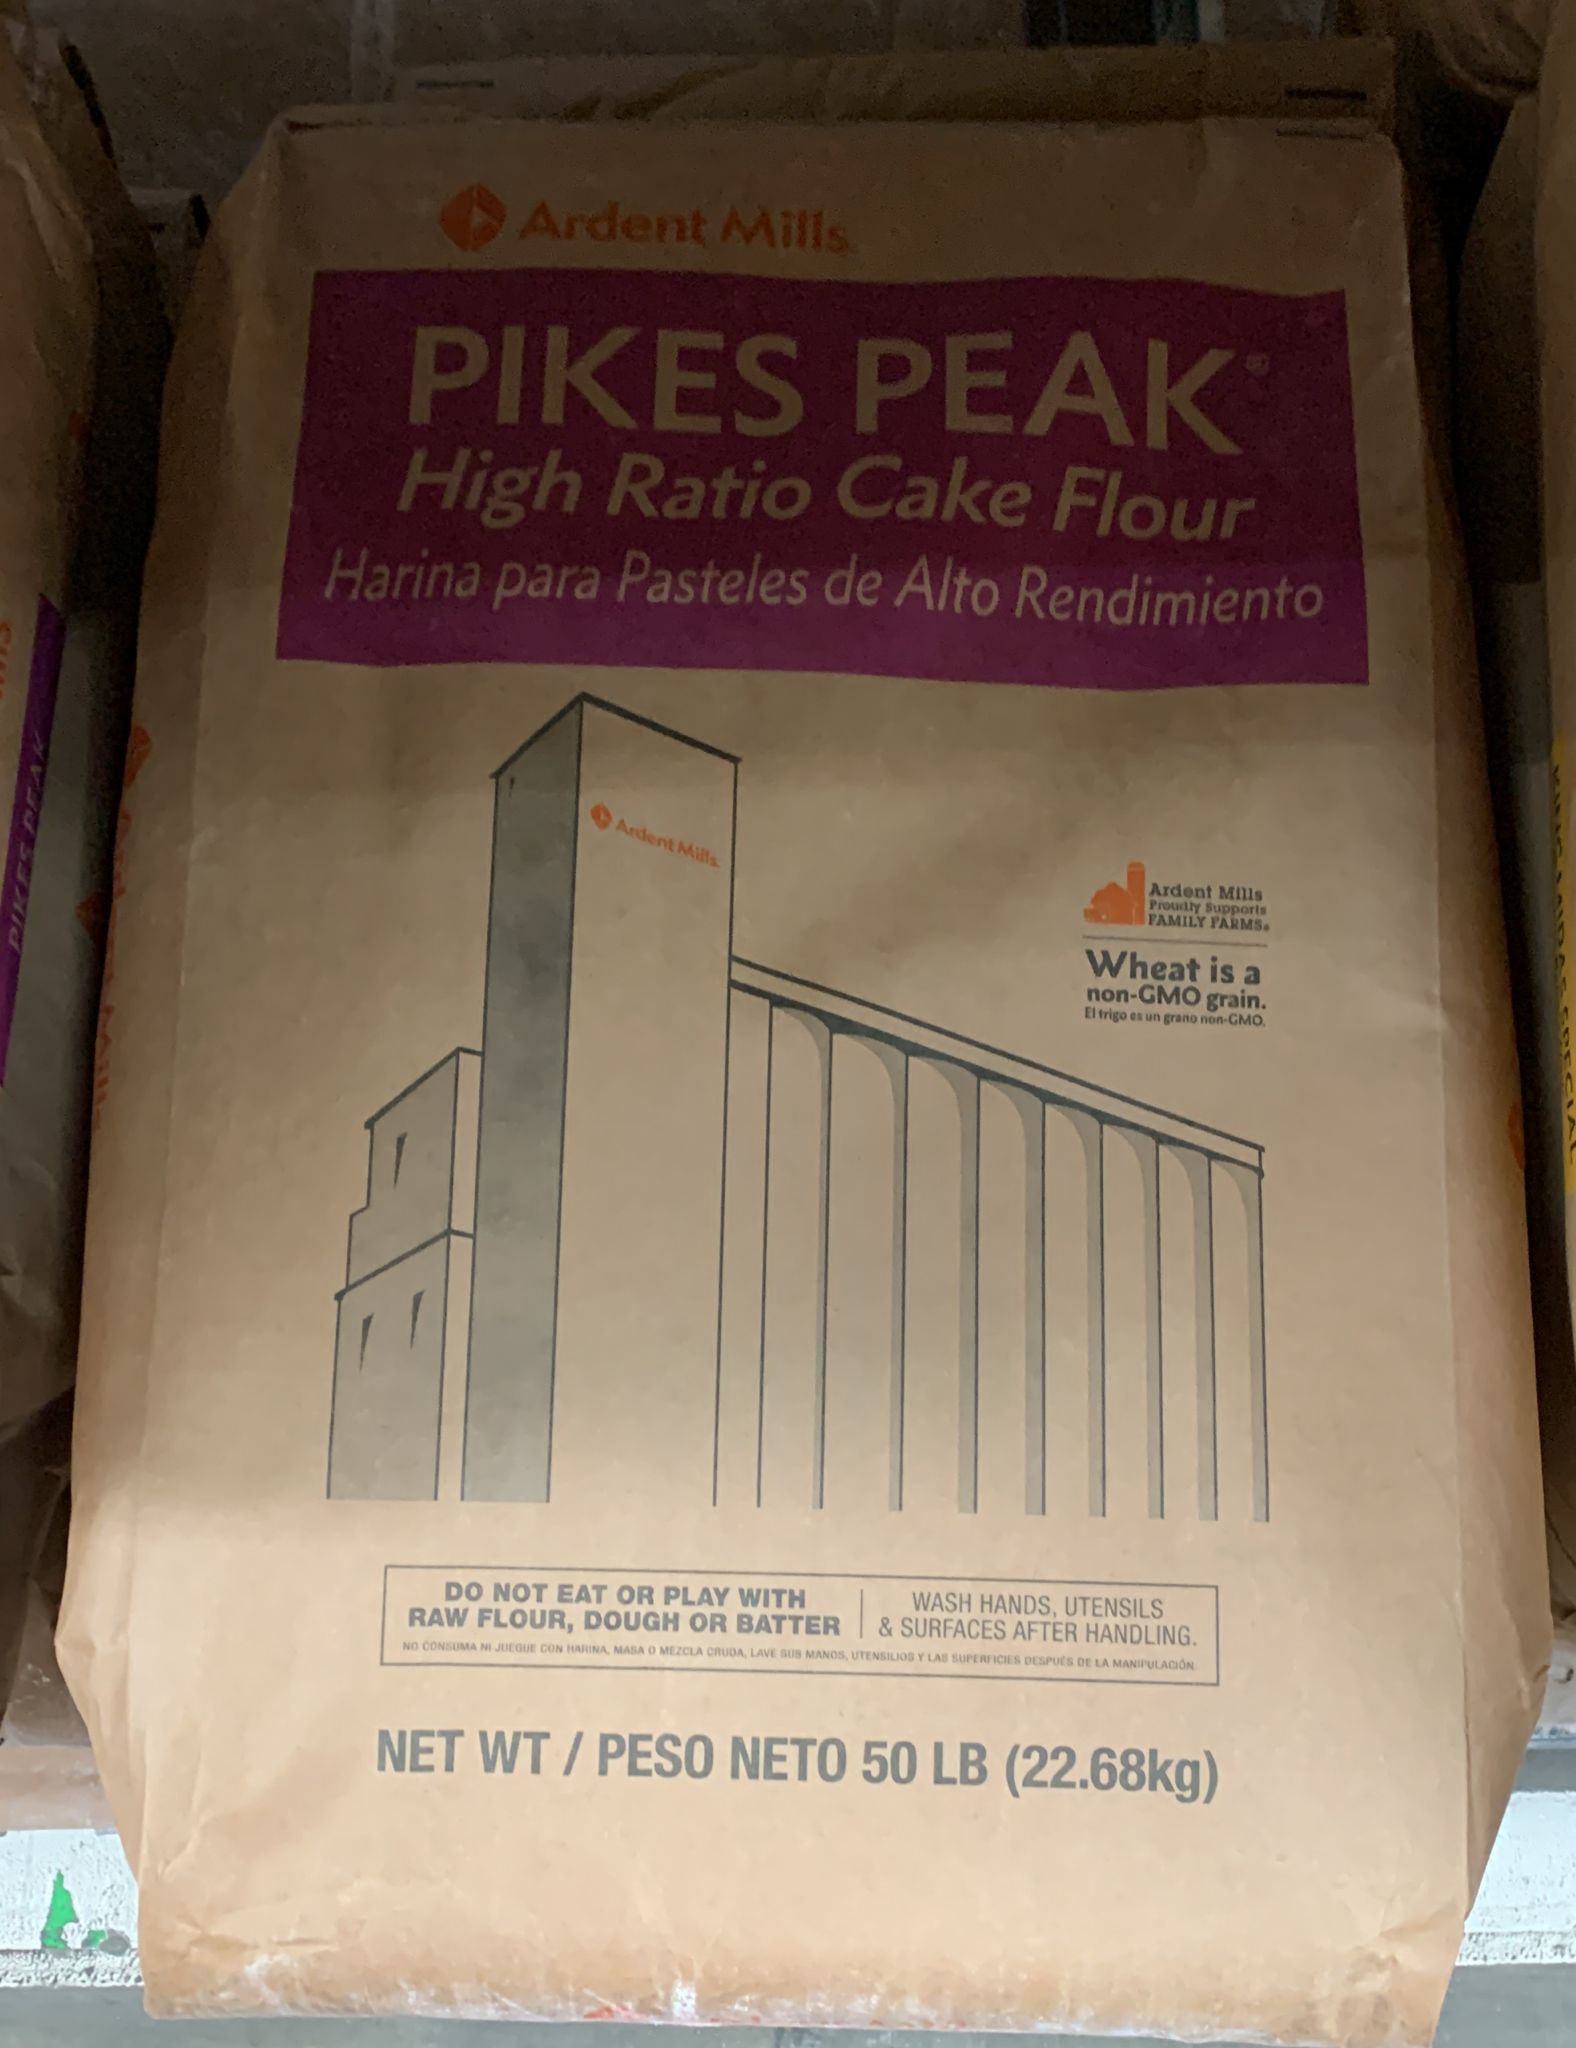 Ardent Mills.
PIKES PEAK®
High Ratio Cake Flour
Harina para Pasteles de Alto Rendimiento
Ardent Mills.
Ardent Mills
Proudly Supports
FAMILY FARMS.
Wheat is a
non-GMO grain.
El trigo es un grano non-GMO.
DO NOT EAT OR PLAY WITH
RAW FLOUR, DOUGH OR BATTER
WASH HANDS, UTENSILS
& SURFACES AFTER HANDLING.
NO CONSUMA NI JUEGUE CON HARINA, MASA O MEZCLA CRUDA, LAVE SUS MANOS, UTENSILIOS Y LAS SUPERFICIES DESPUÉS DE LA MANIPULACIÓN.
NET WT / PESO NETO 50 LB (22.68kg)
PIKES PEAK